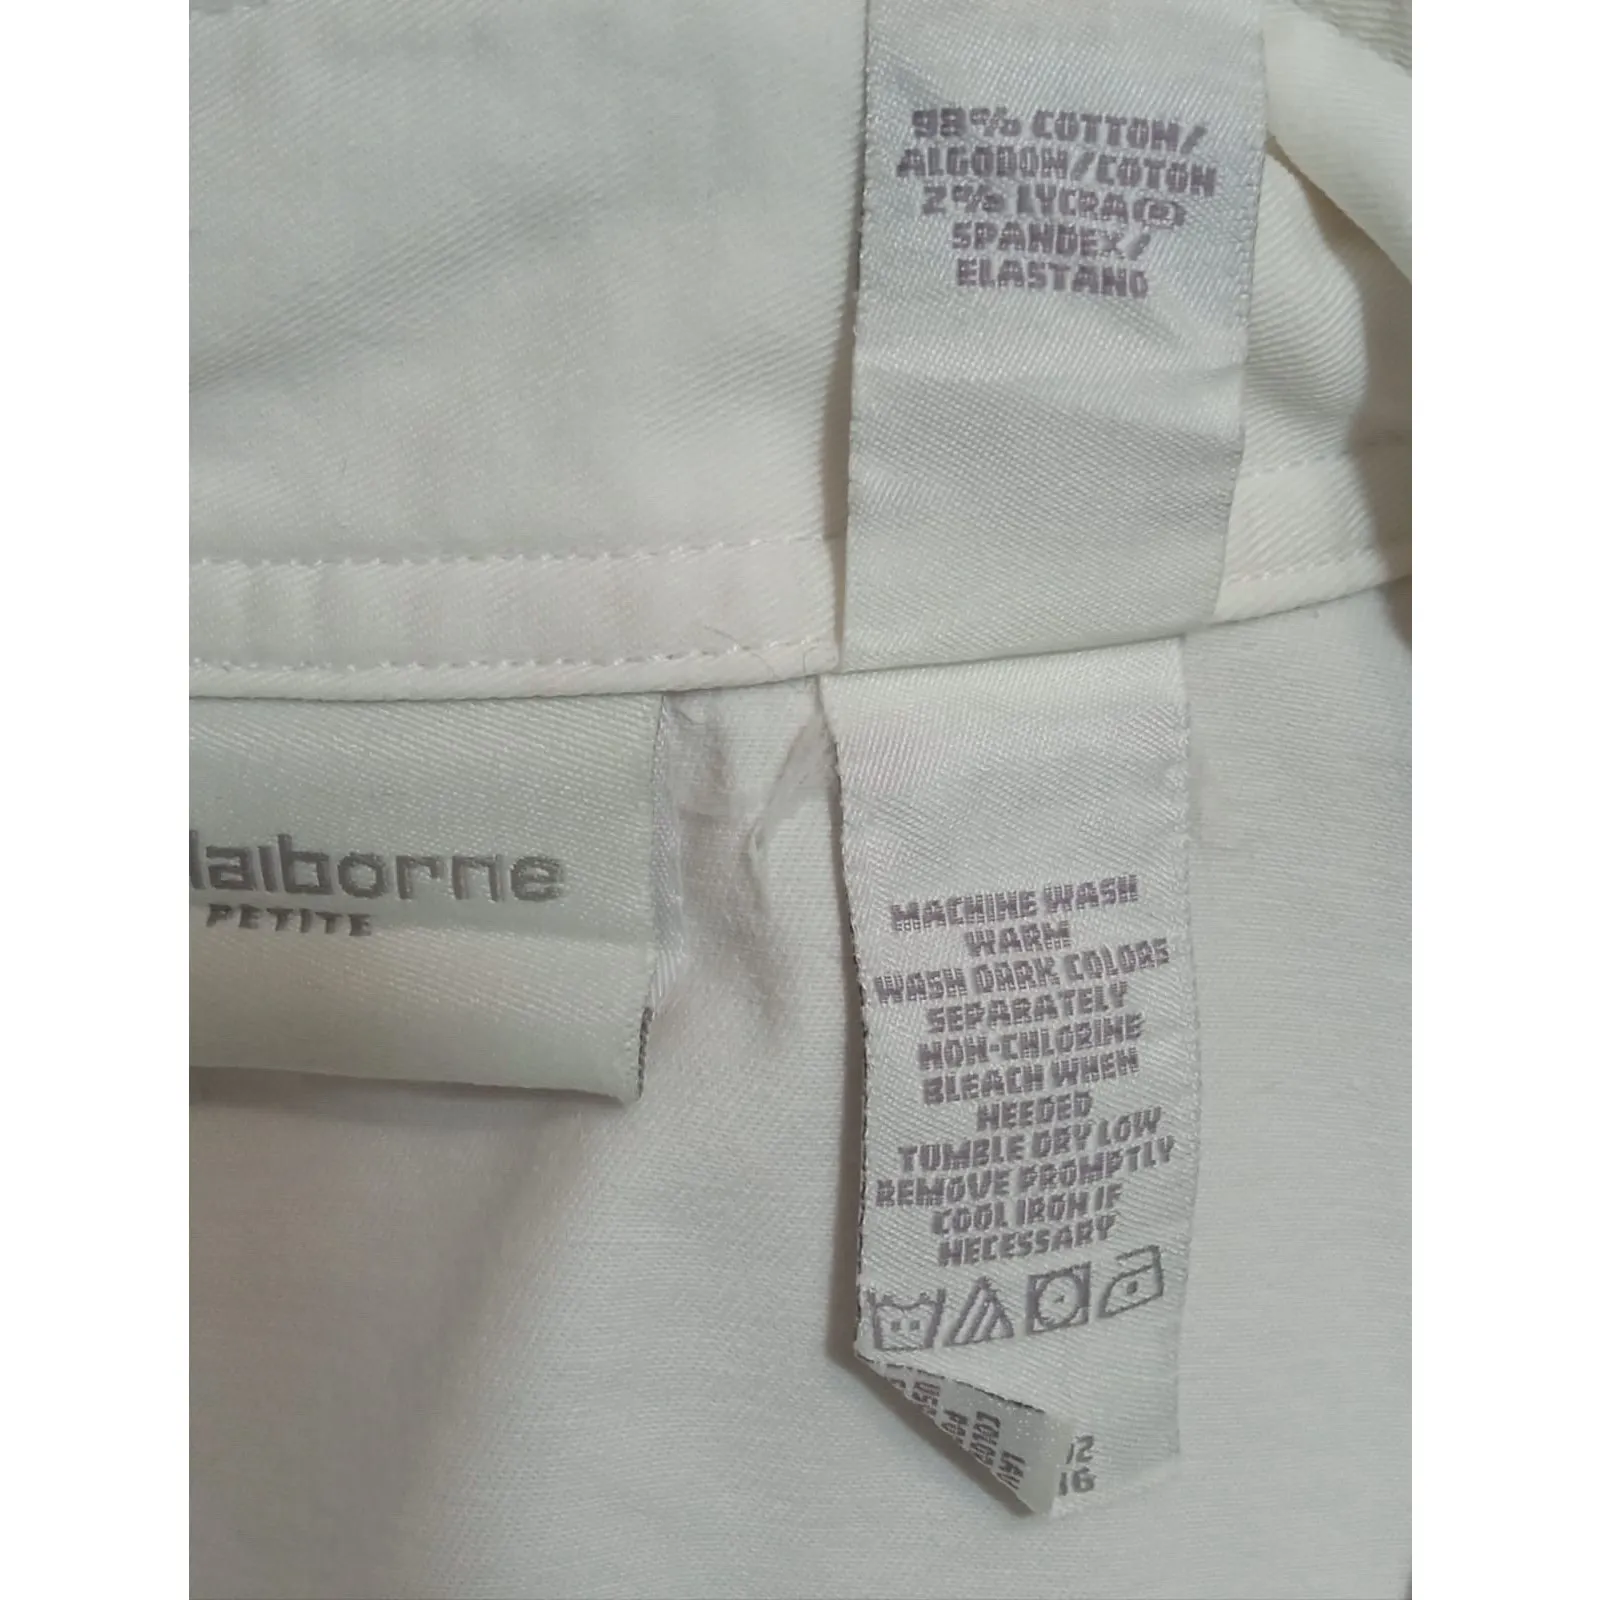 98% COTTON/
ALGODON/COTON
2% LYCRA®
SPANDEX/
ELASTANO
laiborne
PETITE
MACHINE WASH
WARM
WASH DARK COLORS
SEPARATELY
NON-CHLORINE
BLEACH WHEN
NEEDED
TUMBLE DRY LOW
REMOVE PROMPTLY
COOL IRON IF
NECESSARY